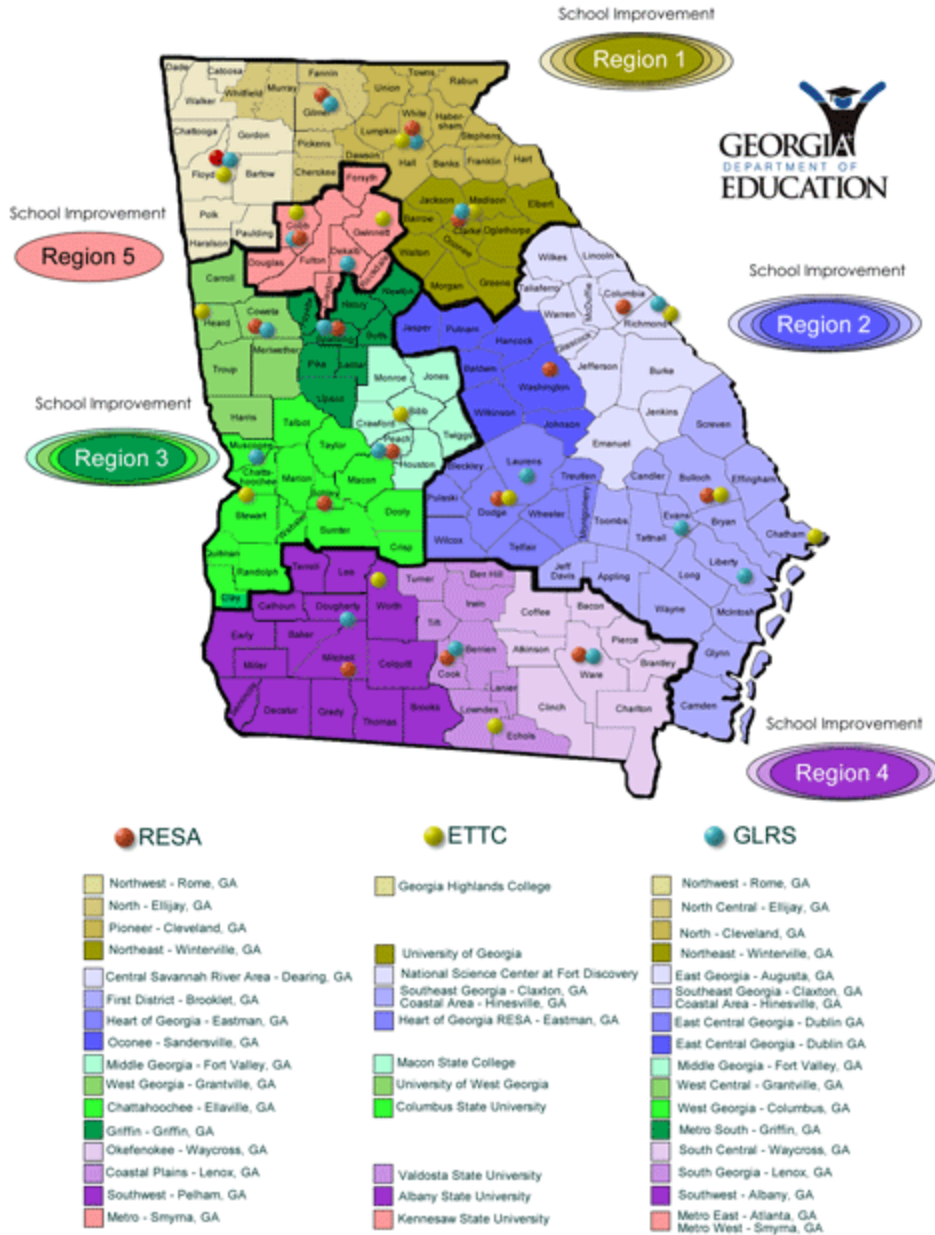 School Improvement
Region 1
GEORGIA
DEPARTMENT OF
EDUCATION
School Improvement
Region 5
School Improvement
Region 2
School Improvement
Region 3
School Improvement
Region 4
Dade
Catoosa
Whitfield
Murray
Fannin
Union
Towns
Rabun
Walker
Gilmer
White
Haber-
sham
Chattooga
Gordon
Pickens
Lumpkin
Stephens
Dawson
Hall
Banks
Franklin
Hart
Floyd
Bartow
Cherokee
Forsyth
Jackson
Madison
Elbert
Polk
Paulding
Cobb
Gwinnett
Barrow
Clarke
Oglethorpe
Oconee
Haralson
Douglas
Fulton
Dekalb
Rockdale
Walton
Morgan
Greene
Wilkes
Lincoln
Taliaferro
McDuffie
Columbia
Warren
Richmond
Carroll
Clayton
Henry
Newton
Heard
Coweta
Spalding
Butts
Jasper
Putnam
Hancock
Glascock
Jefferson
Burke
Troup
Meriwether
Pike
Lamar
Monroe
Jones
Baldwin
Washington
Harris
Talbot
Upson
Crawford
Bibb
Twiggs
Wilkinson
Johnson
Jenkins
Screven
Emanuel
Muscogee
Chatta-
hoochee
Marion
Taylor
Macon
Peach
Houston
Bleckley
Laurens
Treutlen
Candler
Bulloch
Effingham
Stewart
Webster
Sumter
Dooly
Pulaski
Dodge
Wheeler
Montgomery
Toombs
Tattnall
Evans
Bryan
Chatham
Quitman
Randolph
Crisp
Wilcox
Telfair
Jeff
Davis
Appling
Long
Liberty
Clay
Terrell
Lee
Calhoun
Dougherty
Worth
Turner
Ben Hill
Irwin
Tift
Coffee
Bacon
Wayne
McIntosh
Early
Baker
Mitchell
Colquitt
Berrien
Cook
Atkinson
Pierce
Ware
Brantley
Glynn
Miller
Lanier
Decatur
Grady
Thomas
Brooks
Lowndes
Echols
Clinch
Charlton
Camden
RESA
Northwest - Rome, GA
North - Ellijay, GA
Pioneer - Cleveland, GA
Northeast - Winterville, GA
Central Savannah River Area - Dearing, GA
First District - Brooklet, GA
Heart of Georgia - Eastman, GA
Oconee - Sandersville, GA
Middle Georgia - Fort Valley, GA
West Georgia - Grantville, GA
Chattahoochee - Ellaville, GA
Griffin - Griffin, GA
Okefenokee - Waycross, GA
Coastal Plains - Lenox, GA
Southwest - Pelham, GA
Metro - Smyrna, GA
ETTC
Georgia Highlands College
University of Georgia
National Science Center at Fort Discovery
Southeast Georgia - Claxton, GA
Coastal Area - Hinesville, GA
Heart of Georgia RESA - Eastman, GA
Macon State College
University of West Georgia
Columbus State University
Valdosta State University
Albany State University
Kennesaw State University
GLRS
Northwest - Rome, GA
North Central - Ellijay, GA
North - Cleveland, GA
Northeast - Winterville, GA
East Georgia - Augusta, GA
Southeast Georgia - Claxton, GA
Coastal Area - Hinesville, GA
East Central Georgia - Dublin GA
East Central Georgia - Dublin GA
Middle Georgia - Fort Valley, GA
West Central - Grantville, GA
West Georgia - Columbus, GA
Metro South - Griffin, GA
South Central - Waycross, GA
South Georgia - Lenox, GA
Southwest - Albany, GA
Metro East - Atlanta, GA
Metro West - Smyrna, GA